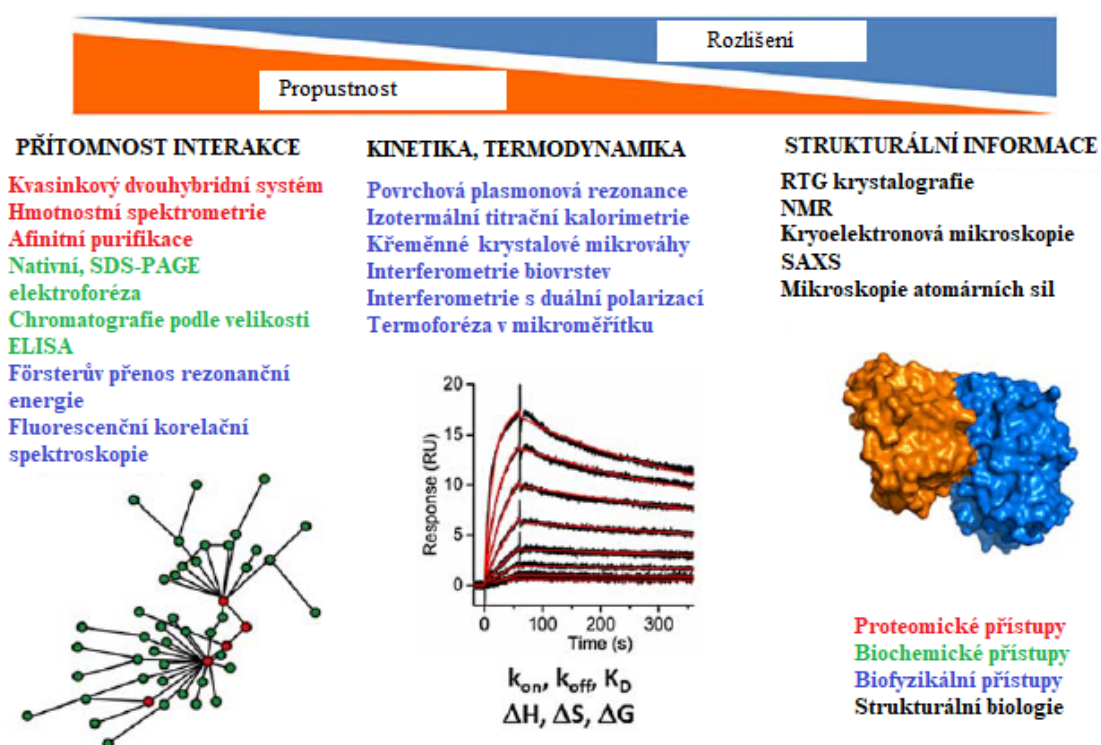 Rozlišení
Propustnost
PŘÍTOMNOST INTERAKCE
Kvasinkový dvouhybridní systém
Hmotnostní spektrometrie
Afinitní purifikace
Nativní, SDS-PAGE
elektroforéza
Chromatografie podle velikosti
ELISA
Försterův přenos rezonanční
energie
Fluorescenční korelační
spektroskopie
KINETIKA, TERMODYNAMIKA
Povrchová plasmonová rezonance
Izotermální titrační kalorimetrie
Křeměnné krystalové mikrováhy
Interferometrie biovrstev
Interferometrie s duální polarizací
Termoforéza v mikroměřítku
Response (RU)
20
15
10
5
0
0 100 200 300
Time (s)
kon, koff, KD
ΔH, ΔS, ΔG
STRUKTURÁLNÍ INFORMACE
RTG krystalografie
NMR
Kryoelektronová mikroskopie
SAXS
Mikroskopie atomárních sil
Proteomické přístupy
Biochemické přístupy
Biofyzikální přístupy
Strukturální biologie